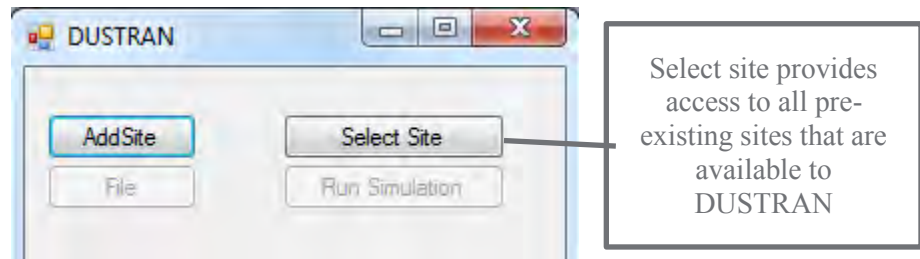 DUSTRAN
AddSite
Select Site
File
Run Simulation
Select site provides
access to all pre-
existing sites that are
available to
DUSTRAN